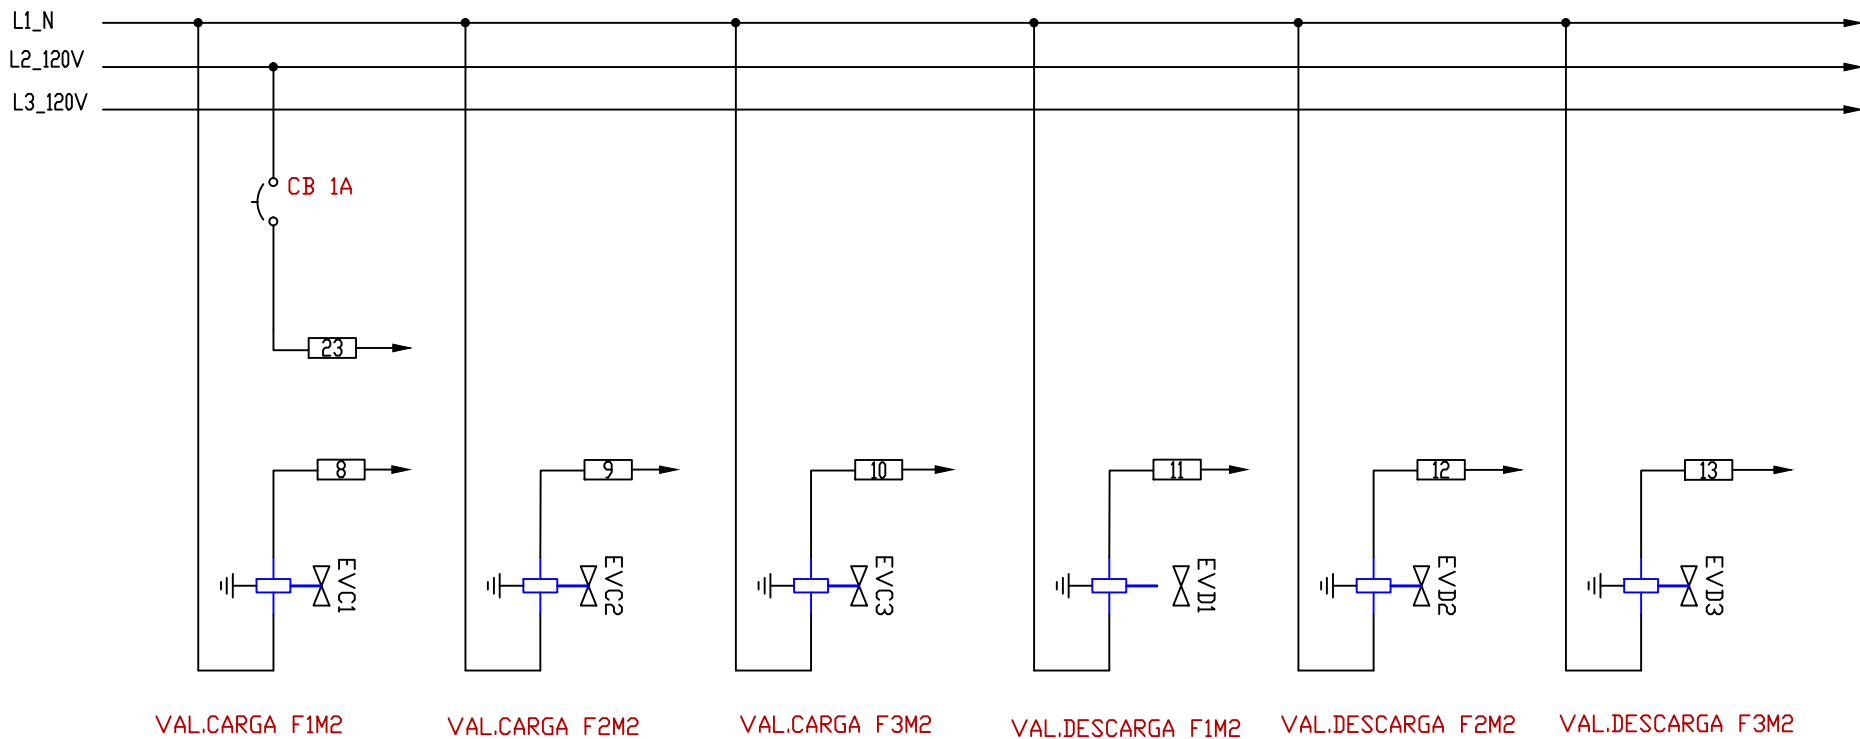 L1_N
L2_120V
L3_120V
CB 1A
23
8
9
10
11
12
13
EVC1
EVC2
EVC3
EVD1
EVD2
EVD3
VAL.CARGA F1M2
VAL.CARGA F2M2
VAL.CARGA F3M2
VAL.DESCARGA F1M2
VAL.DESCARGA F2M2
VAL.DESCARGA F3M2